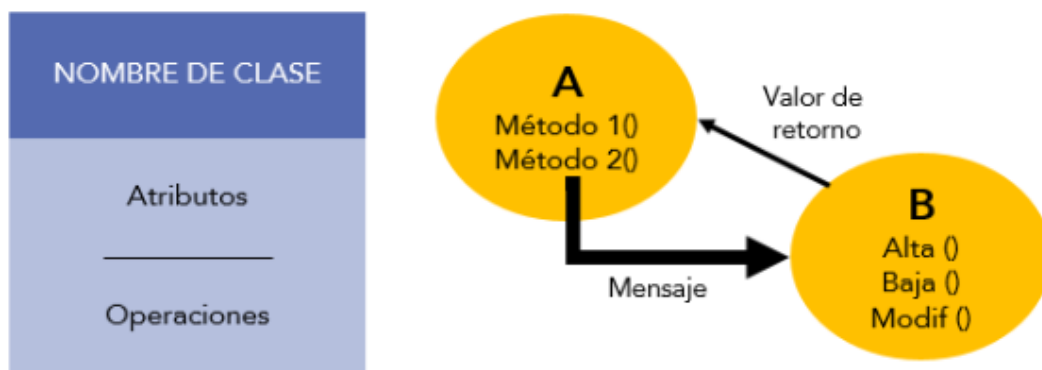 NOMBRE DE CLASE
Atributos
Operaciones
A
Método 1()
Método 2()
Mensaje
Valor de
retorno
B
Alta ()
Baja ()
Modif ()